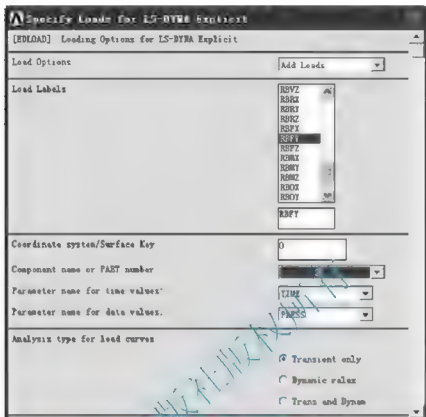 Specify Loads for LS-DYNA Explicit
[EDLOAD] Loading Options for LS-DYNA Explicit
Load Options
Add Loads
Load Labels
RBVZ
RBRX
RBRY
RBRZ
RBFX
RBFY
RBFZ
RBMX
RBMY
RBMZ
RBOX
RBOY
RBFY
Coordinate system/Surface Key
0
Component name or PART number
Parameter name for time values:
TIME
Parameter name for data values:
PRESS
Analysis type for load curves
Transient only
Dynamic relax
Trans and Dynam